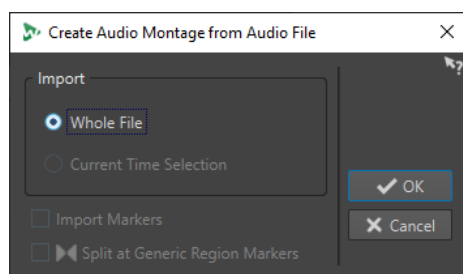 Create Audio Montage from Audio File
Import
Whole File
Current Time Selection
OK
Import Markers
Cancel
Split at Generic Region Markers